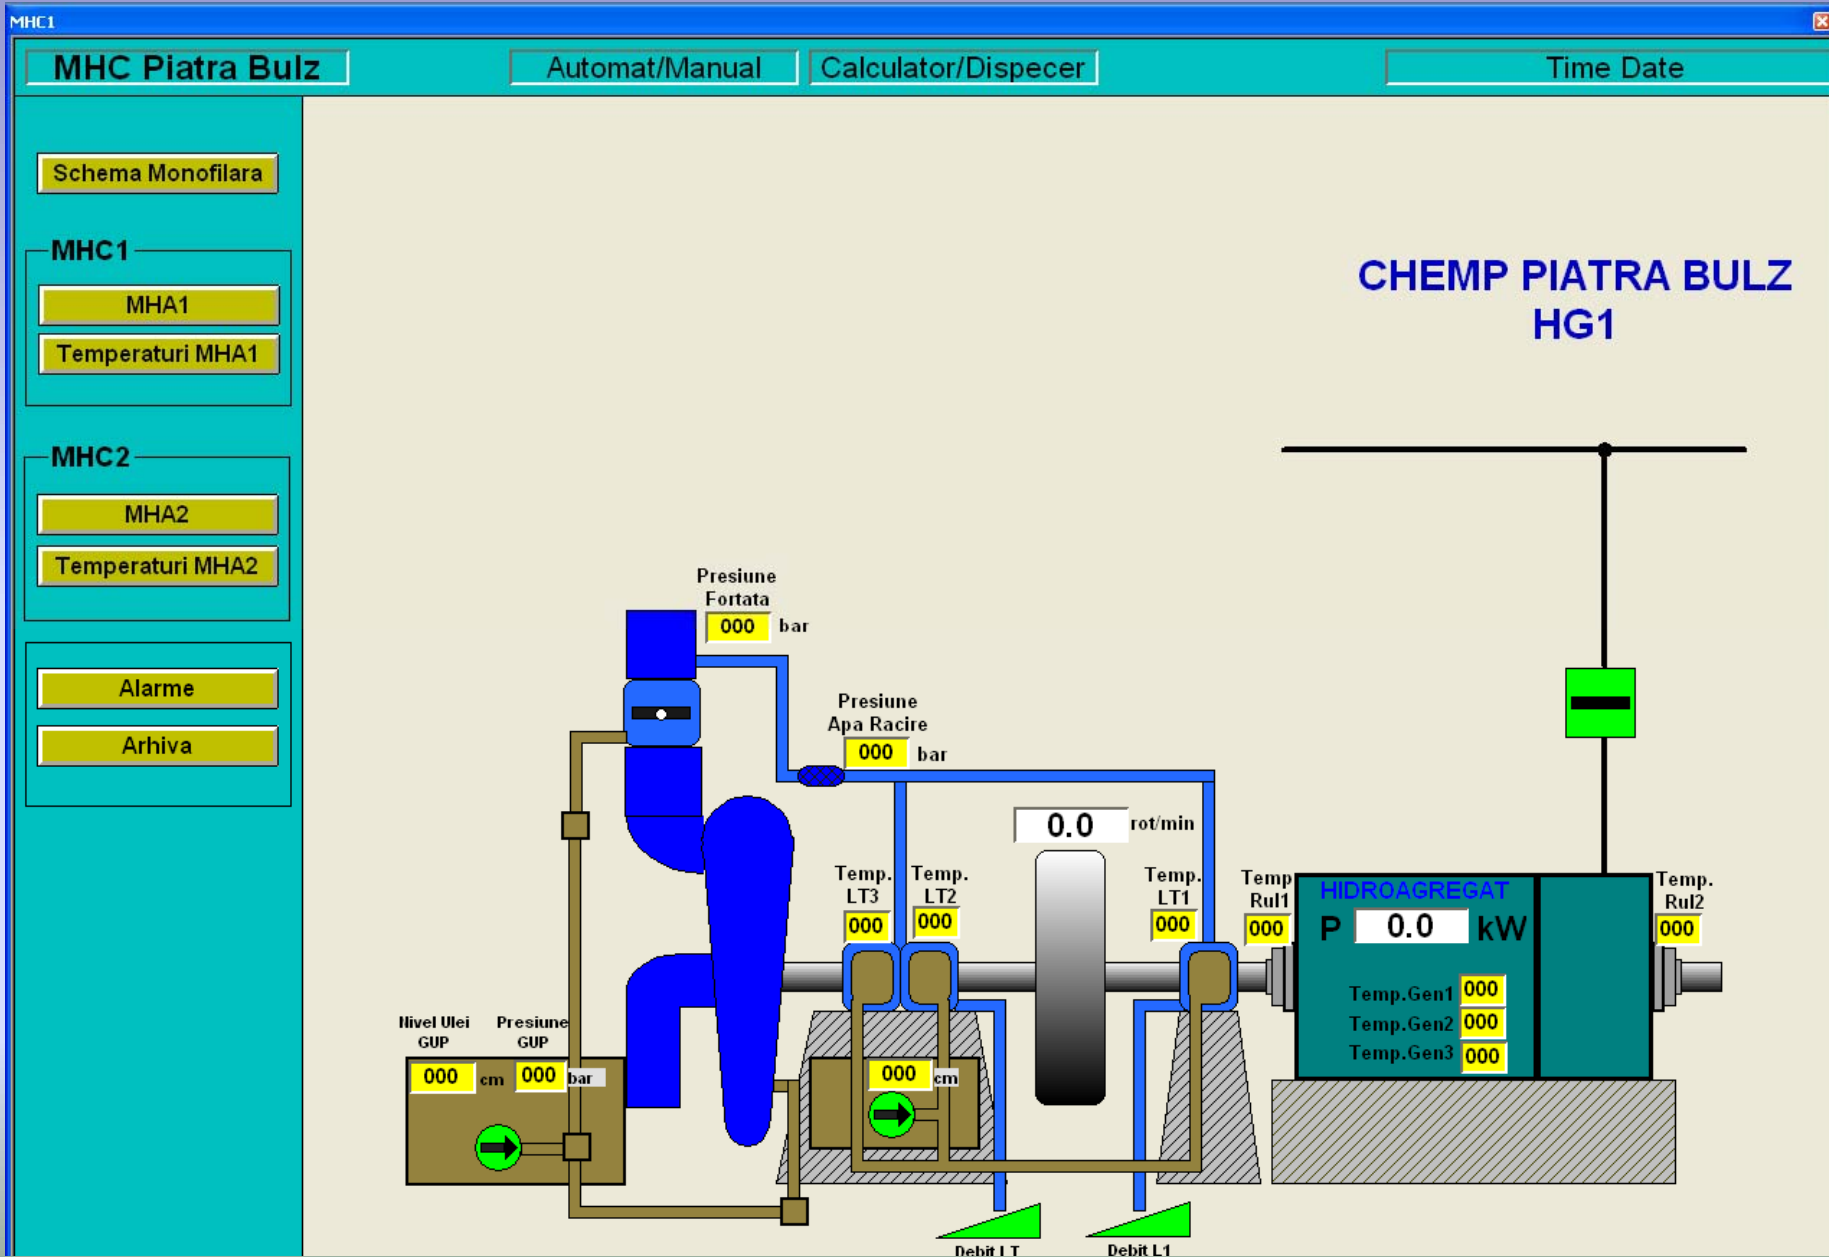 MHC1
MHC Piatra Bulz
Automat/Manual
Calculator/Dispecer
Time Date
Schema Monofilara
MHC1
MHA1
Temperaturi MHA1
MHC2
MHA2
Temperaturi MHA2
Alarme
Arhiva
CHEMP PIATRA BULZ
HG1
Presiune
Fortata
000 bar
Presiune
Apa Racire
000 bar
0.0 rot/min
Temp.
LT3
000
Temp.
LT2
000
Temp.
LT1
000
Temp
Rul1
000
HIDROAGREGAT
P 0.0 kW
Temp.Gen1 000
Temp.Gen2 000
Temp.Gen3 000
Temp.
Rul2
000
Nivel Ulei
GUP
000 cm
Presiune
GUP
000 bar
000 cm
Debit LT
Debit L1